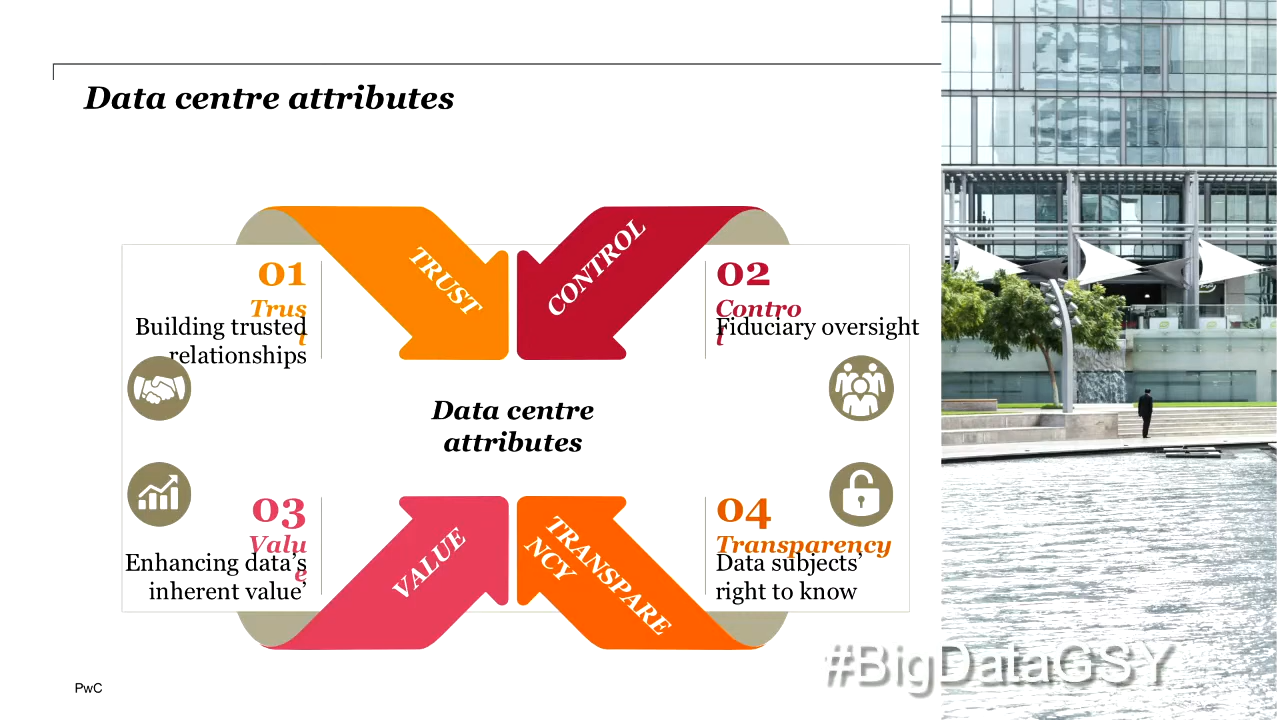 Data centre attributes
TRUST
CONTROL
01
Trus
t
Building trusted
relationships
02
Contro
l
Fiduciary oversight
Data centre
attributes
03
Valu
e
Enhancing data’s
inherent value
VALUE
TRANSPARE
NCY
04
Transparency
Data subjects’
right to know
#BigDataGSY
PwC